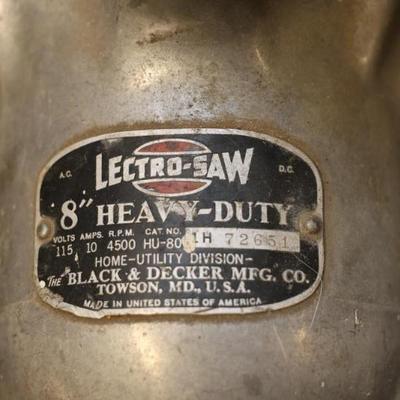 A.C. LECTRO-SAW D.C.
8" HEAVY-DUTY
VOLTS AMPS. R.P.M. CAT. NO.
115 10 4500 HU-80 1H 72651
HOME-UTILITY DIVISION-
THE BLACK & DECKER MFG. CO.
TOWSON, MD., U.S.A.
MADE IN UNITED STATES OF AMERICA